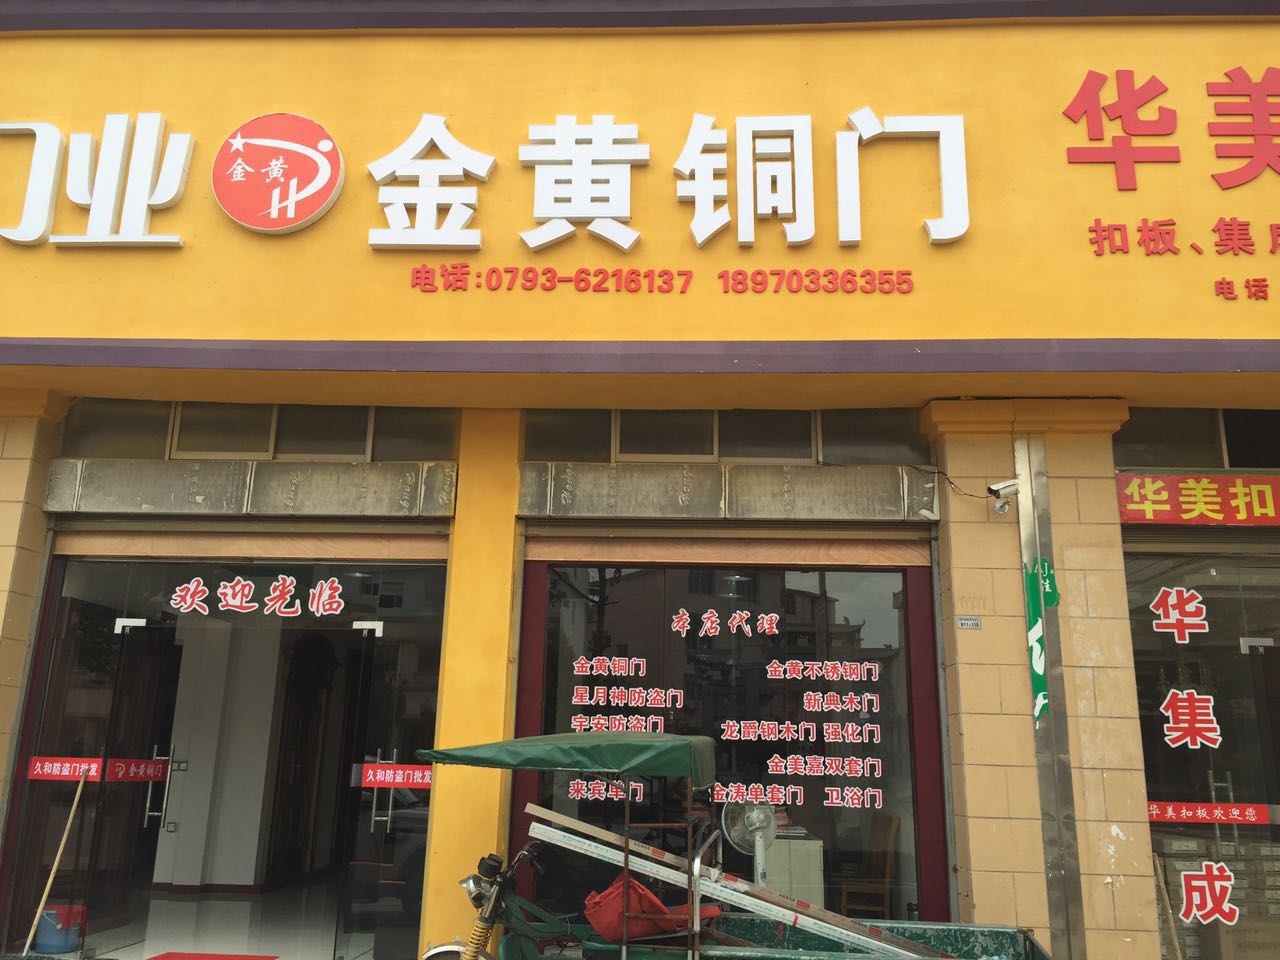 门业
金黄
金黄铜门
电话:0793-6216137 18970336355
华美
扣板、集成
电话
华美扣
欢迎光临
本店代理
金黄铜门 金黄不锈钢门
星月神防盗门 新典木门
宇安防盗门 龙爵钢木门 强化门
金美嘉双套门
来宾单门 金涛单套门 卫浴门
久和防盗门批发 金黄铜门
久和防盗门批发
华
集
成
华美扣板欢迎您